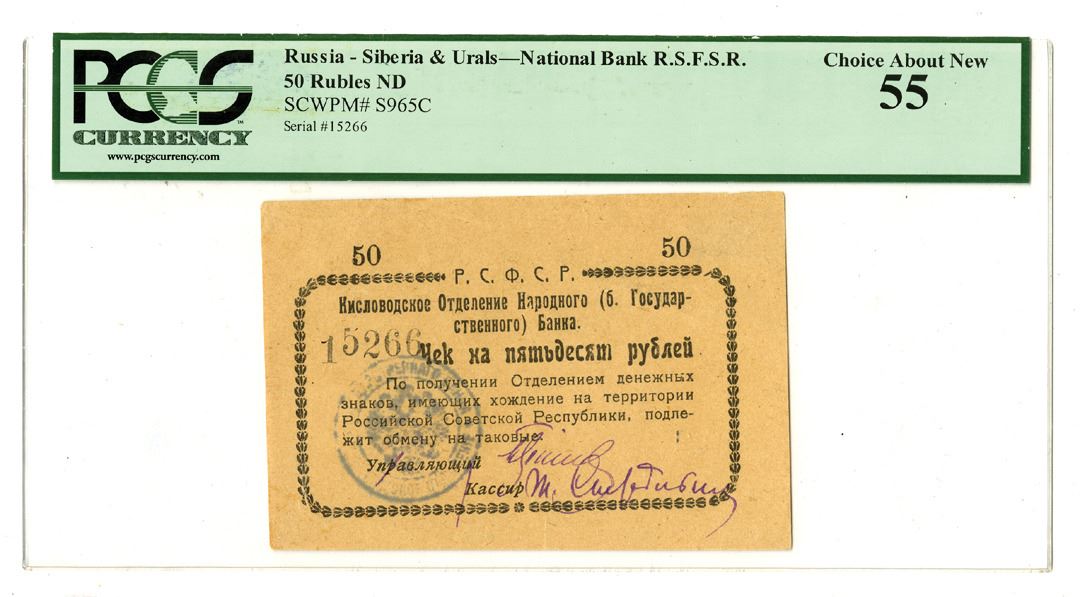 PCGS
CURRENCY
www.pcgscurrency.com
Russia - Siberia & Urals—National Bank R.S.F.S.R.
50 Rubles ND
SCWPM# S965C
Serial #15266
Choice About New
55
50
50
Р. С. Ф. С. Р.
Кисловодское Отделение Народного (б. Государ-
ственного) Банка.
15266
Чек на пятьдесят рублей
По получении Отделением денежных
знаков, имеющих хождение на территории
Российской Советской Республики, подле-
жит обмену на таковые.
Управляющий
Кассир